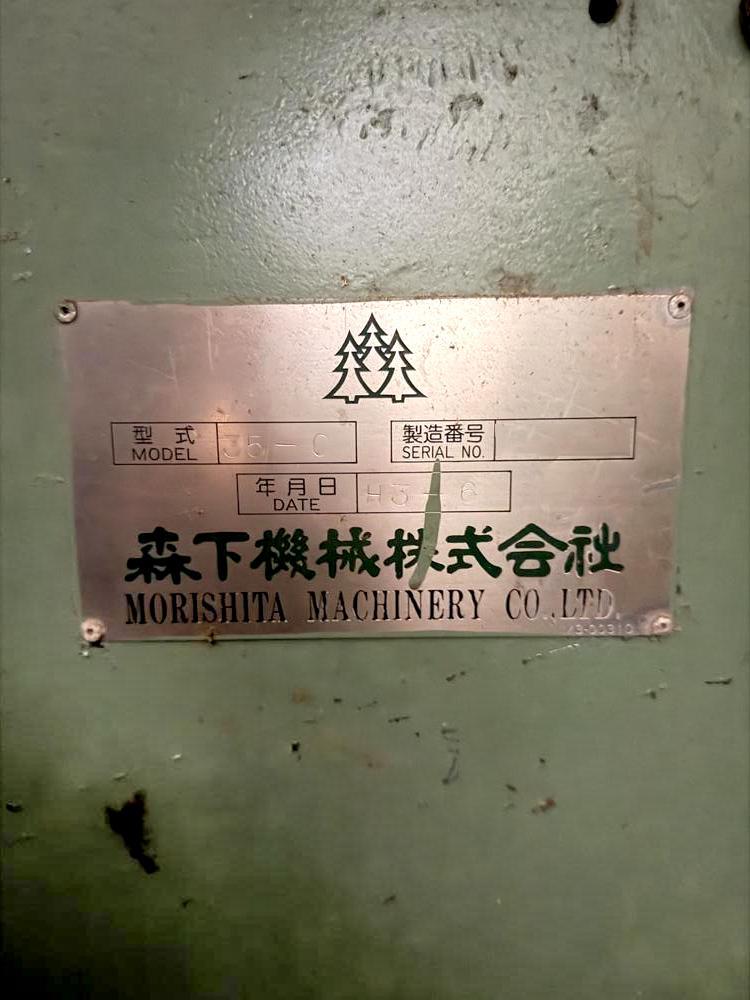 型式 MODEL 35-C 製造番号 SERIAL NO.
年月日 DATE H3-6
森下機械株式会社
MORISHITA MACHINERY CO.,LTD.